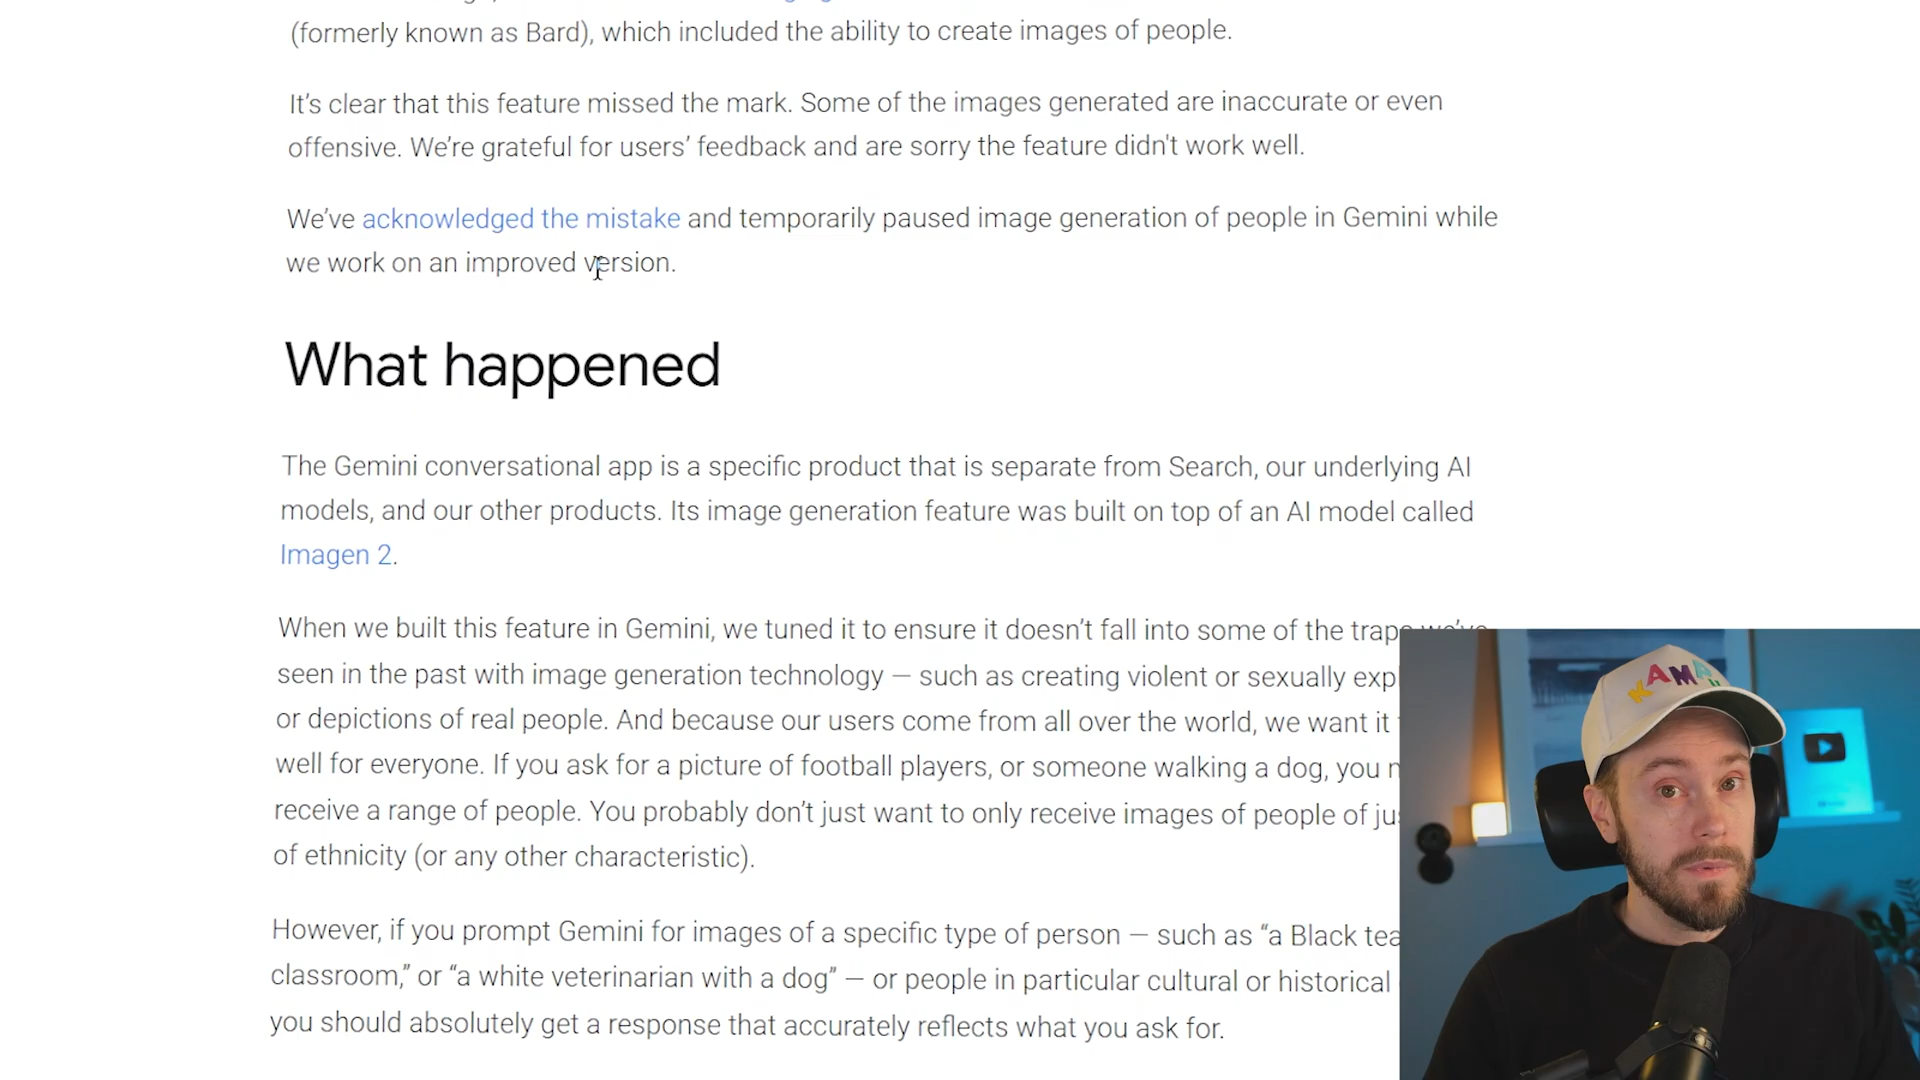 (formerly known as Bard), which included the ability to create images of people.
It’s clear that this feature missed the mark. Some of the images generated are inaccurate or even
offensive. We’re grateful for users’ feedback and are sorry the feature didn't work well.
We’ve acknowledged the mistake and temporarily paused image generation of people in Gemini while
we work on an improved version.
What happened
The Gemini conversational app is a specific product that is separate from Search, our underlying AI
models, and our other products. Its image generation feature was built on top of an AI model called
Imagen 2.
When we built this feature in Gemini, we tuned it to ensure it doesn’t fall into some of the traps we’ve
seen in the past with image generation technology — such as creating violent or sexually exp
or depictions of real people. And because our users come from all over the world, we want it
well for everyone. If you ask for a picture of football players, or someone walking a dog, you
receive a range of people. You probably don’t just want to only receive images of people of ju
of ethnicity (or any other characteristic).
However, if you prompt Gemini for images of a specific type of person — such as “a Black tea
classroom,” or “a white veterinarian with a dog” — or people in particular cultural or historical
you should absolutely get a response that accurately reflects what you ask for.